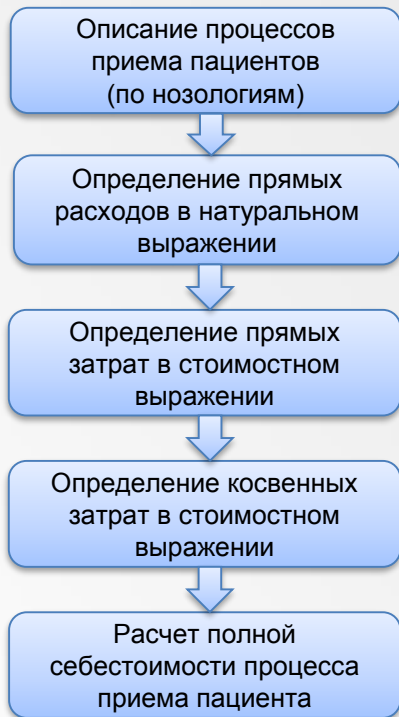 Описание процессов
приема пациентов
(по нозологиям)
Определение прямых
расходов в натуральном
выражении
Определение прямых
затрат в стоимостном
выражении
Определение косвенных
затрат в стоимостном
выражении
Расчет полной
себестоимости процесса
приема пациента